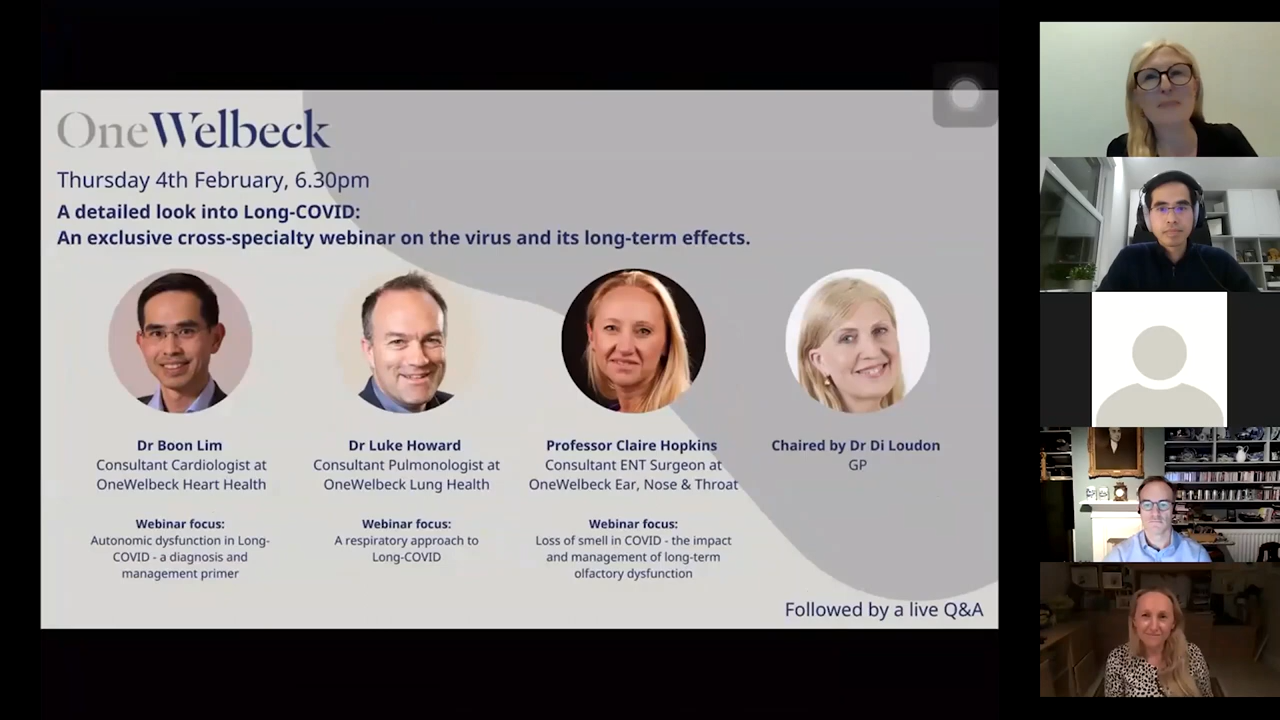 OneWelbeck
Thursday 4th February, 6.30pm
A detailed look into Long-COVID:
An exclusive cross-specialty webinar on the virus and its long-term effects.
Dr Boon Lim
Consultant Cardiologist at
OneWelbeck Heart Health
Webinar focus:
Autonomic dysfunction in Long-
COVID - a diagnosis and
management primer
Dr Luke Howard
Consultant Pulmonologist at
OneWelbeck Lung Health
Webinar focus:
A respiratory approach to
Long-COVID
Professor Claire Hopkins
Consultant ENT Surgeon at
OneWelbeck Ear, Nose & Throat
Webinar focus:
Loss of smell in COVID - the impact
and management of long-term
olfactory dysfunction
Chaired by Dr Di Loudon
GP
Followed by a live Q&A